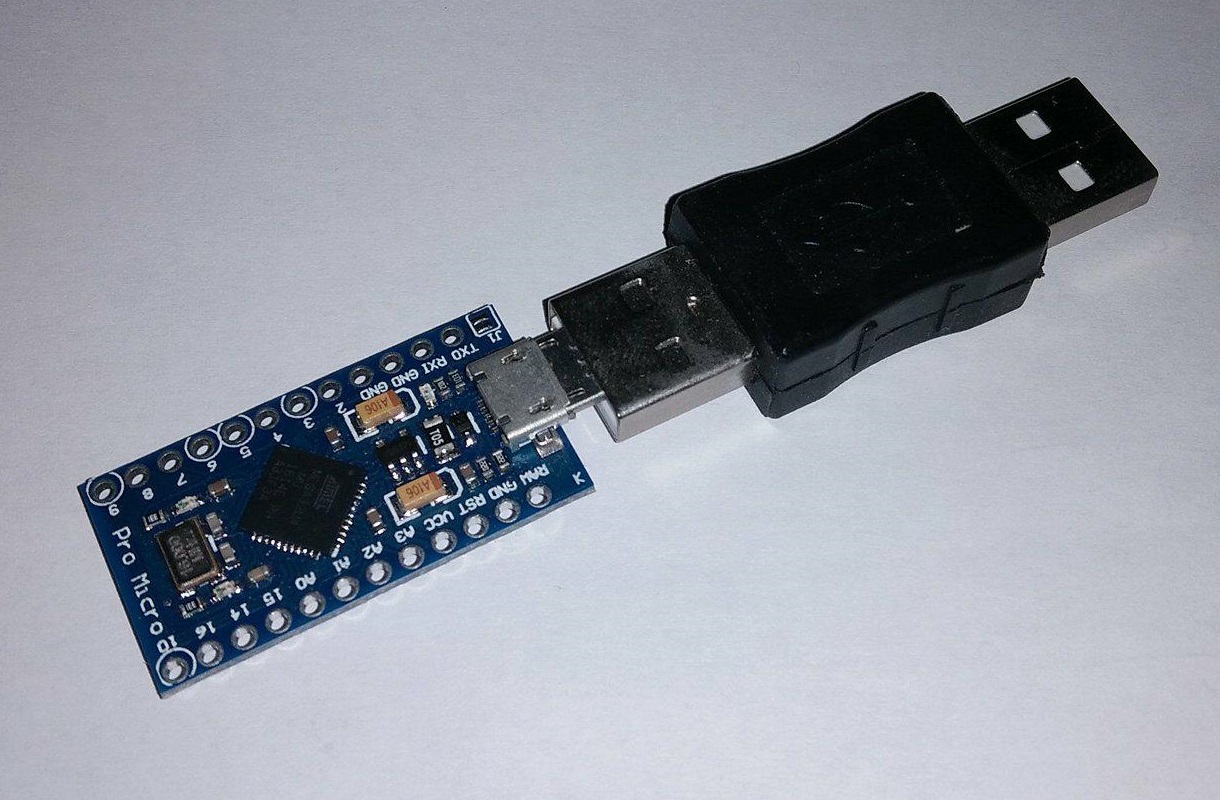 J1
TXO RXI GND GND 2 3 4 5 6 7 8 9
A106
T05
A106
RAW GND RST VCC A3 A2 A1 A0 15 14 16 10
K
Pro Micro